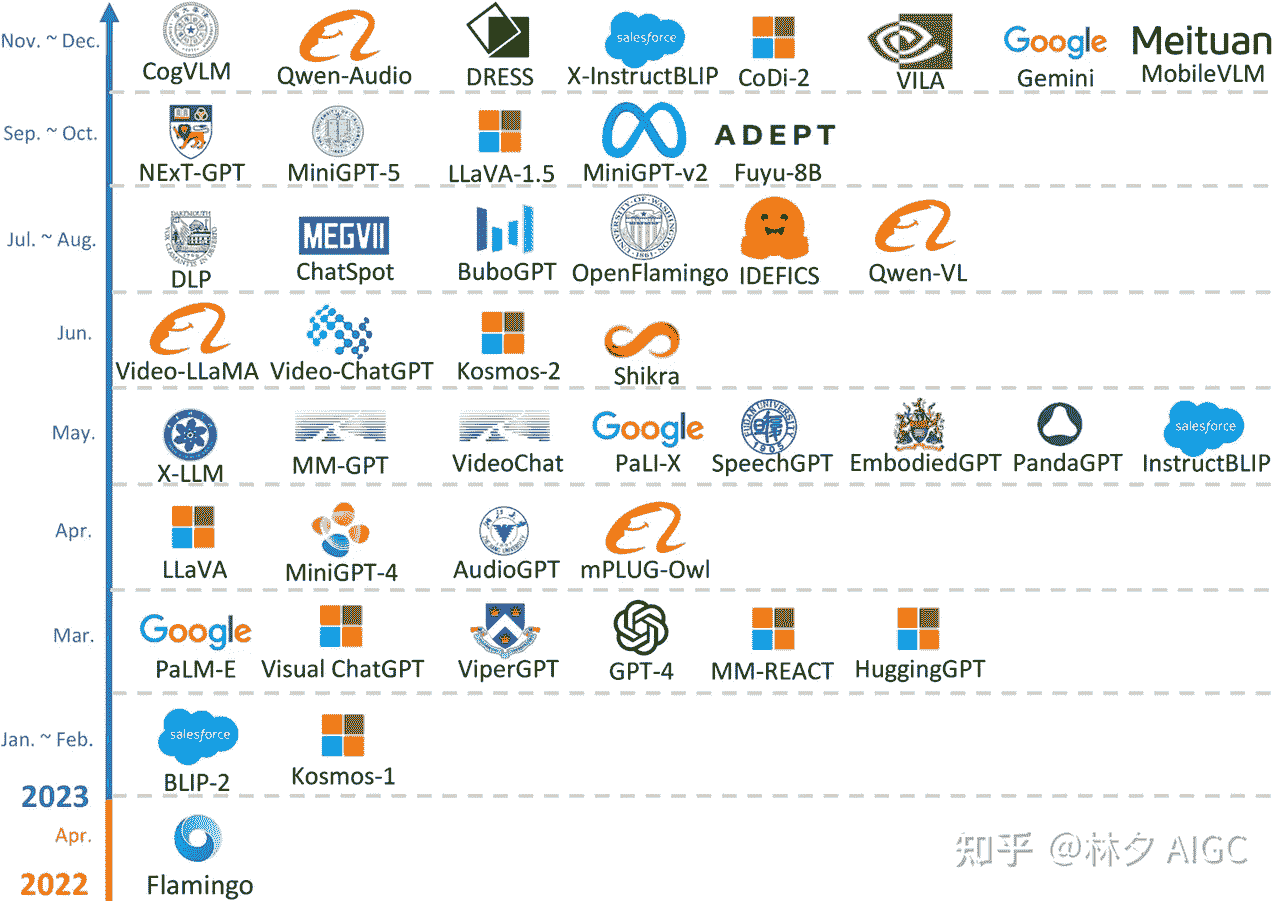 Nov. ~ Dec.
salesforce
Google
Meituan
CogVLM
Qwen-Audio
DRESS
X-InstructBLIP
CoDi-2
VILA
Gemini
MobileVLM
Sep. ~ Oct.
ADEPT
NExT-GPT
MiniGPT-5
LLaVA-1.5
MiniGPT-v2
Fuyu-8B
Jul. ~ Aug.
DARTMOUTH
MEGVII
DLP
ChatSpot
BuboGPT
OpenFlamingo
IDEFICS
Qwen-VL
Jun.
Video-LLaMA
Video-ChatGPT
Kosmos-2
Shikra
May.
Google
salesforce
X-LLM
MM-GPT
VideoChat
PaLI-X
SpeechGPT
EmbodiedGPT
PandaGPT
InstructBLIP
Apr.
LLaVA
MiniGPT-4
AudioGPT
mPLUG-Owl
Mar.
Google
PaLM-E
Visual ChatGPT
ViperGPT
GPT-4
MM-REACT
HuggingGPT
Jan. ~ Feb.
salesforce
BLIP-2
Kosmos-1
2023
Apr.
2022
Flamingo
知乎 @林夕 AIGC